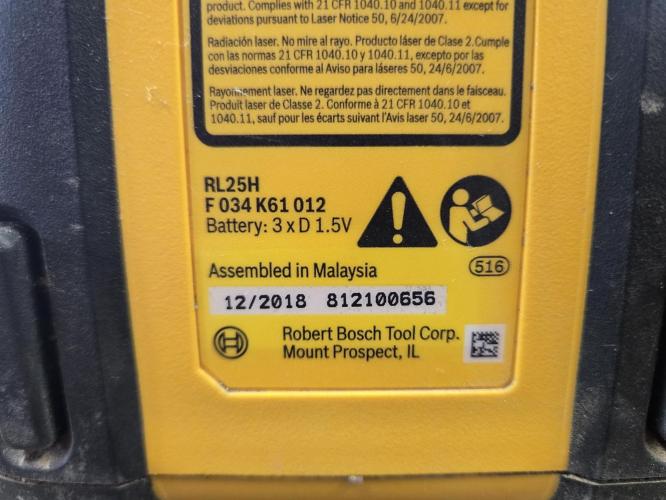 product. Complies with 21 CFR 1040.10 and 1040.11 except for
deviations pursuant to Laser Notice 50, 6/24/2007.
Radiación laser. No mire al rayo. Producto láser de Clase 2.Cumple
con las normas 21 CFR 1040.10 y 1040.11, excepto por las
desviaciones conforme al Aviso para láseres 50, 24/6/2007.
Rayonnement laser. Ne regardez pas directement dans le faisceau.
Produit laser de Classe 2. Conforme à 21 CFR 1040.10 et
1040.11, sauf pour les écarts suivant l'Avis laser 50, 24/6/2007.
RL25H
F 034 K61 012
Battery: 3 x D 1.5V
Assembled in Malaysia
516
12/2018 812100656
Robert Bosch Tool Corp.
Mount Prospect, IL